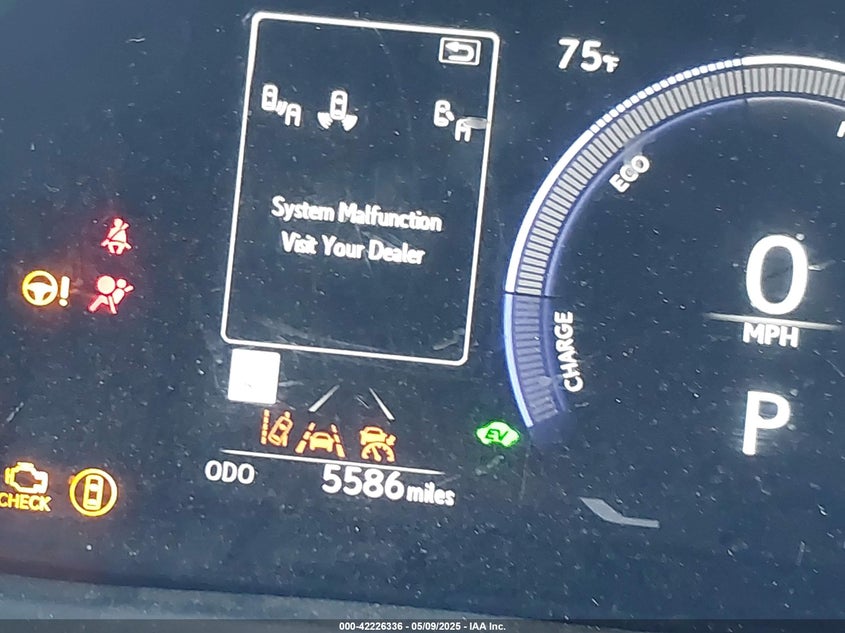 75°F
A A
System Malfunction
Visit Your Dealer
ECO
0
MPH
CHARGE
P
EV
CHECK
ODO 5586 miles
000-42226336 - 05/09/2025 - IAA Inc.